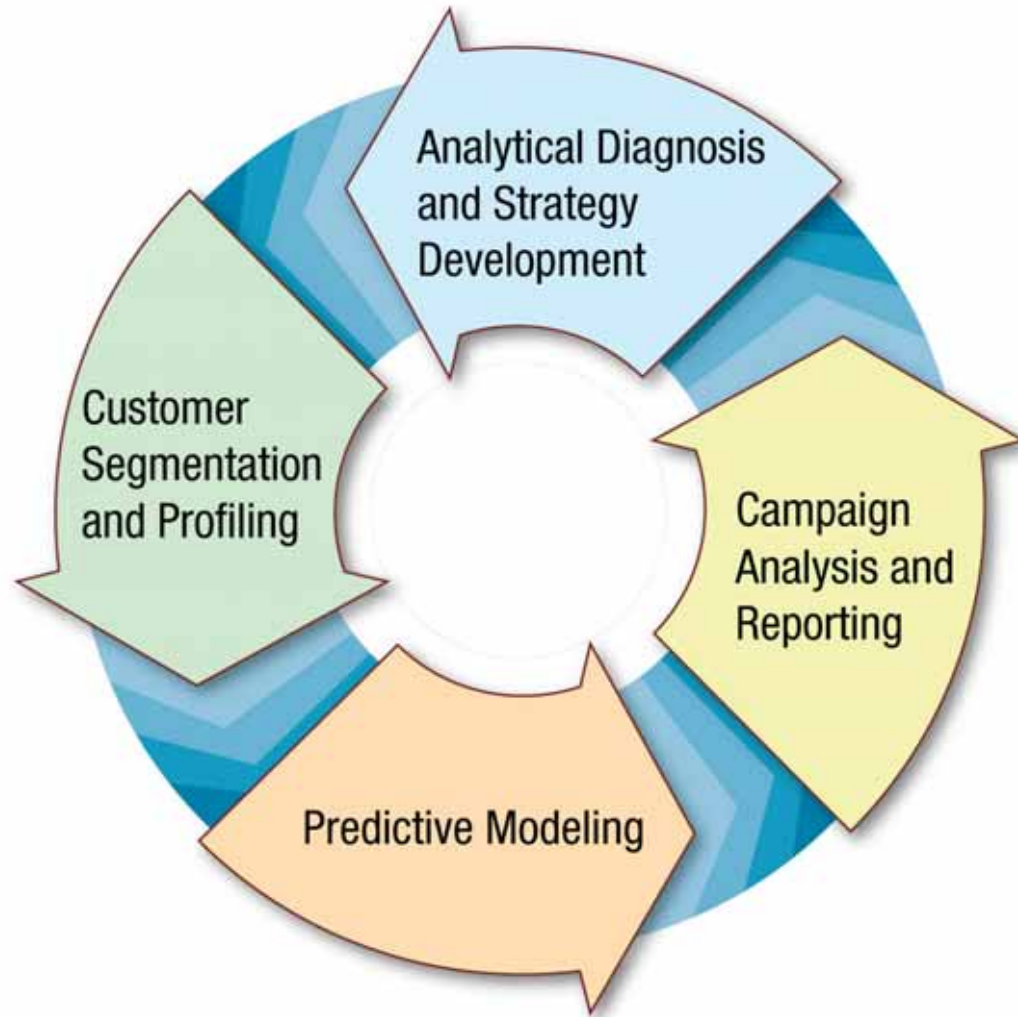 Analytical Diagnosis
and Strategy
Development
Customer
Segmentation
and Profiling
Campaign
Analysis and
Reporting
Predictive Modeling